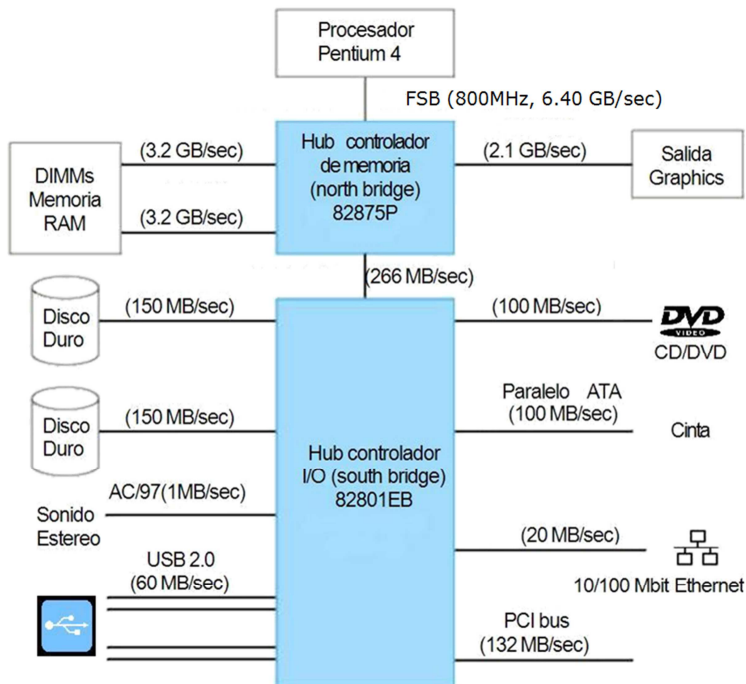 Procesador
Pentium 4
FSB (800MHz, 6.40 GB/sec)
(3.2 GB/sec)
Hub controlador
de memoria
(north bridge)
82875P
(2.1 GB/sec)
DIMMs
Memoria
RAM
Salida
Graphics
(3.2 GB/sec)
(266 MB/sec)
(150 MB/sec)
(100 MB/sec)
Disco
Duro
DVD
VIDEO
CD/DVD
Paralelo ATA
(150 MB/sec)
(100 MB/sec)
Disco
Duro
Cinta
Hub controlador
I/O (south bridge)
82801EB
AC/97(1MB/sec)
Sonido
Estereo
(20 MB/sec)
USB 2.0
(60 MB/sec)
10/100 Mbit Ethernet
PCI bus
(132 MB/sec)